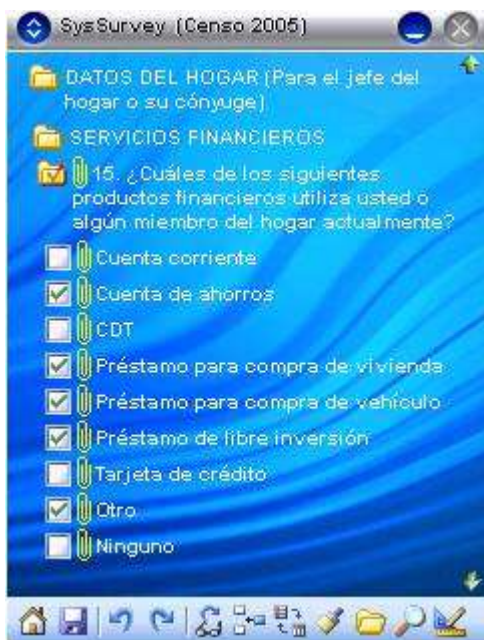 SysSurvey (Censo 2005)
DATOS DEL HOGAR (Para el jefe del
hogar o su cónyuge)
SERVICIOS FINANCIEROS
15. ¿Cuáles de los siguientes
productos financieros utiliza usted o
algún miembro del hogar actualmente?
Cuenta corriente
Cuenta de ahorros
CDT
Préstamo para compra de vivienda
Préstamo para compra de vehículo
Préstamo de libre inversión
Tarjeta de crédito
Otro
Ninguno